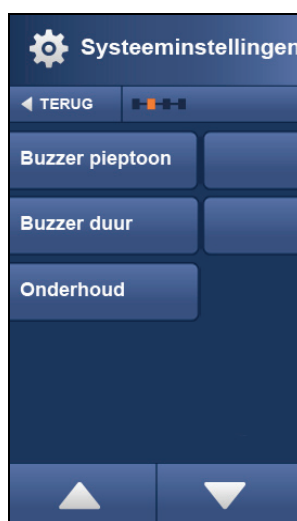 Systeeminstellingen
TERUG
Buzzer pieptoon
Buzzer duur
Onderhoud